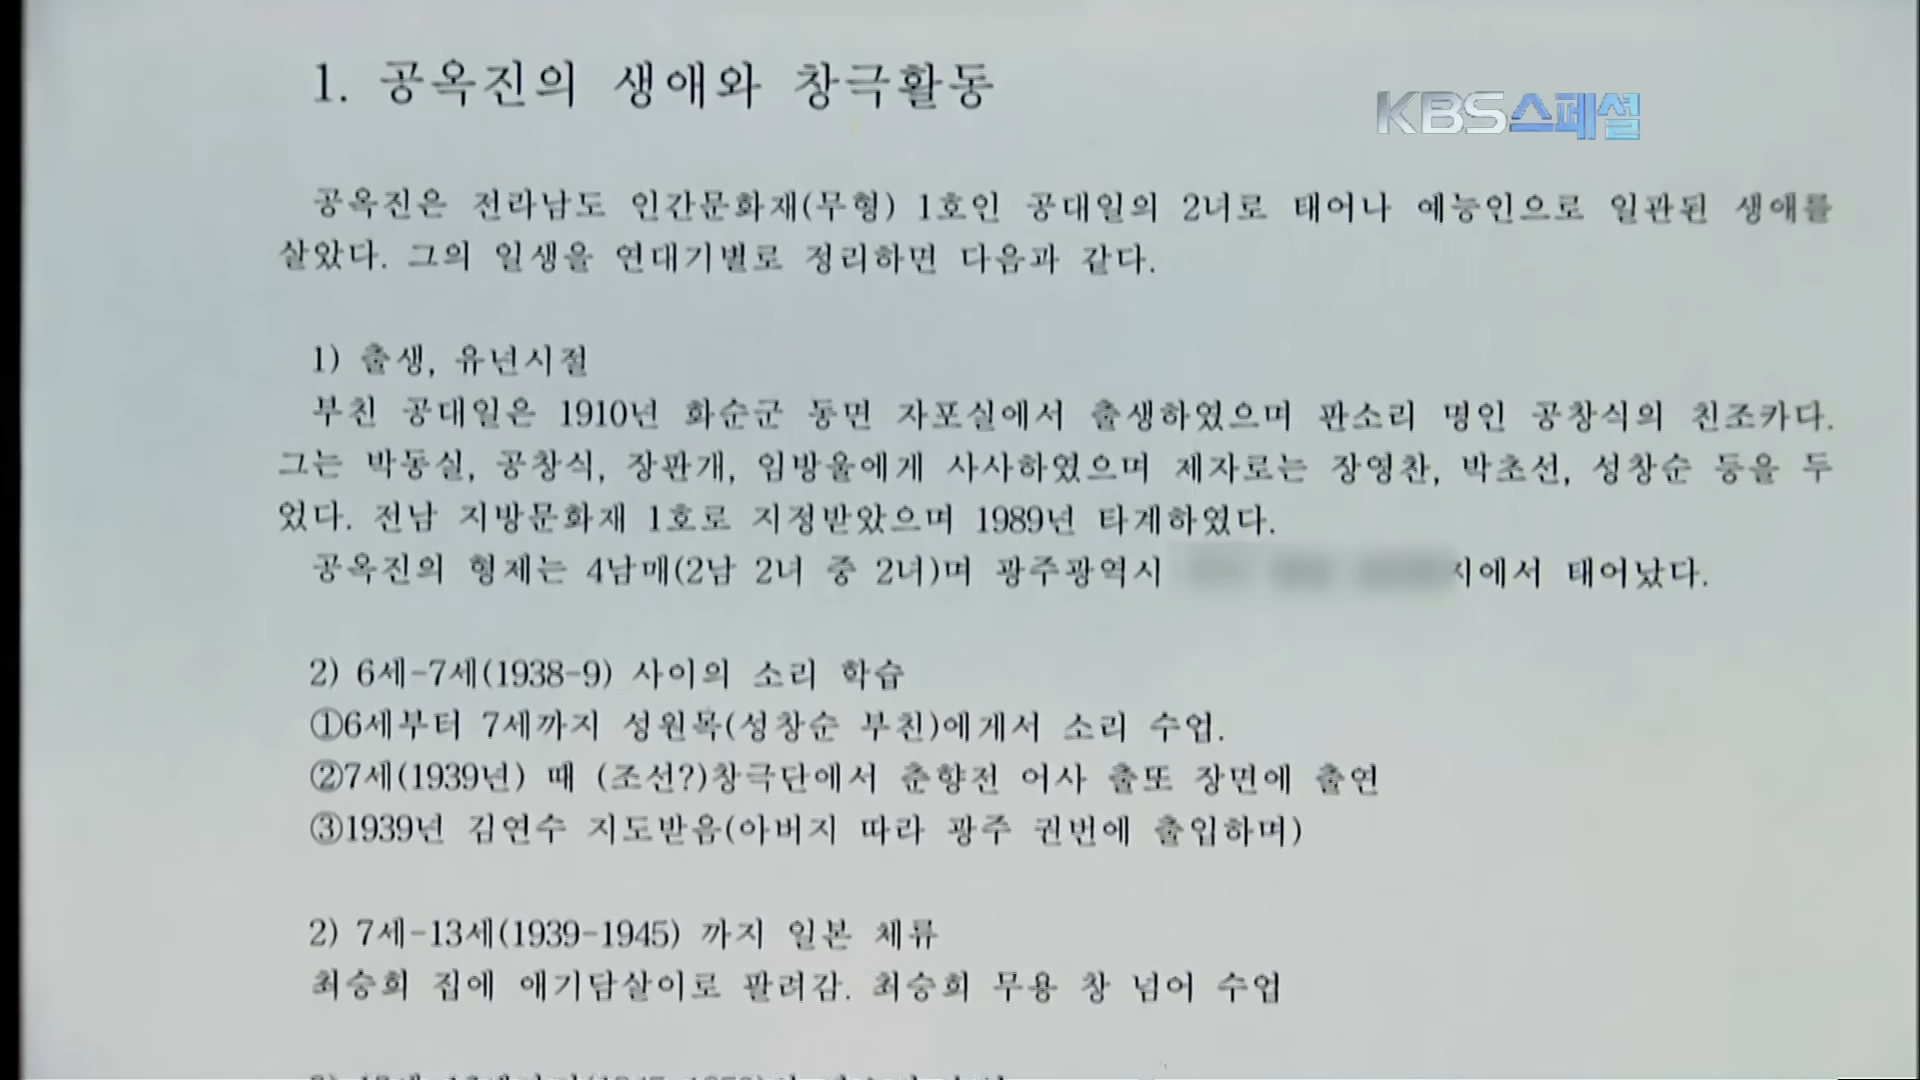 1. 공옥진의 생애와 창극활동
KBS스페셜
공옥진은 전라남도 인간문화재(무형) 1호인 공대일의 2녀로 태어나 예능인으로 일관된 생애를
살았다. 그의 일생을 연대기별로 정리하면 다음과 같다.
1) 출생, 유년시절
부친 공대일은 1910년 화순군 동면 자포실에서 출생하였으며 판소리 명인 공창식의 친조카다.
그는 박동실, 공창식, 장판개, 임방울에게 사사하였으며 제자로는 장영찬, 박초선, 성창순 등을 두
었다. 전남 지방문화재 1호로 지정받았으며 1989년 타계하였다.
공옥진의 형제는 4남매(2남 2녀 중 2녀)며 광주광역시 지에서 태어났다.
2) 6세-7세(1938-9) 사이의 소리 학습
①6세부터 7세까지 성원목(성창순 부친)에게서 소리 수업.
②7세(1939년) 때 (조선?)창극단에서 춘향전 어사 출또 장면에 출연
③1939년 김연수 지도받음(아버지 따라 광주 권번에 출입하며)
2) 7세-13세(1939-1945) 까지 일본 체류
최승희 집에 애기담살이로 팔려감. 최승희 무용 창 넘어 수업